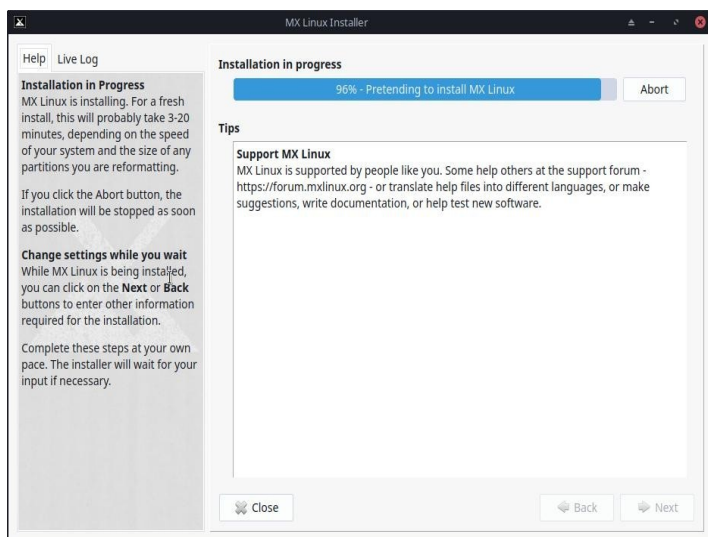 MX Linux Installer
Help Live Log
Installation in Progress
MX Linux is installing. For a fresh
install, this will probably take 3-20
minutes, depending on the speed
of your system and the size of any
partitions you are reformatting.
If you click the Abort button, the
installation will be stopped as soon
as possible.
Change settings while you wait
While MX Linux is being installed,
you can click on the Next or Back
buttons to enter other information
required for the installation.
Complete these steps at your own
pace. The installer will wait for your
input if necessary.
Installation in progress
96% - Pretending to install MX Linux
Abort
Tips
Support MX Linux
MX Linux is supported by people like you. Some help others at the support forum -
https://forum.mxlinux.org - or translate help files into different languages, or make
suggestions, write documentation, or help test new software.
Close
Back
Next